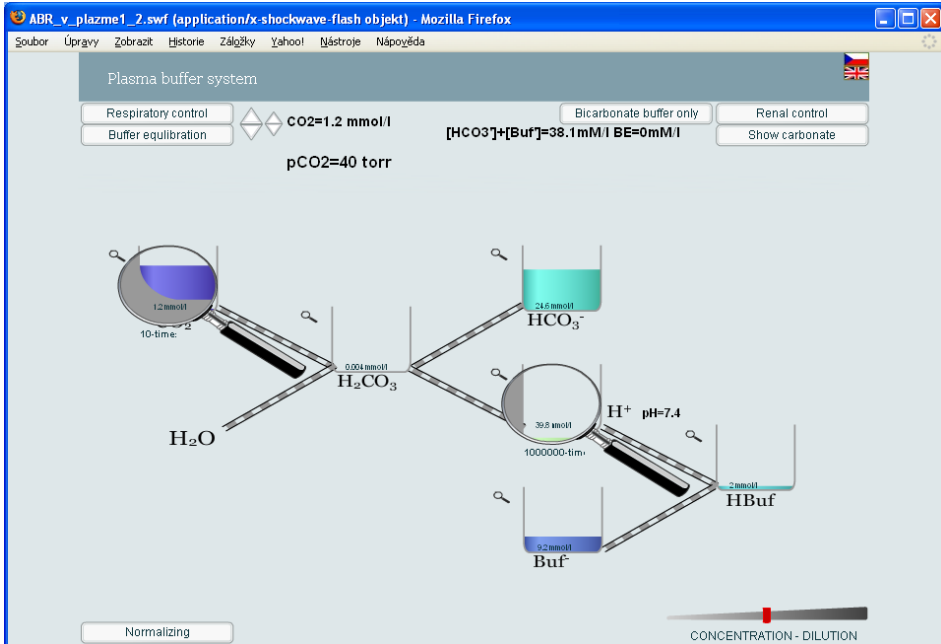 ABR_v_plazme1_2.swf (application/x-shockwave-flash objekt) - Mozilla Firefox
Soubor Úpravy Zobrazit Historie Záložky Yahoo! Nástroje Nápověda
Plasma buffer system
Respiratory control
Buffer equlibration
CO2=1.2 mmol/l
pCO2=40 torr
Bicarbonate buffer only
Renal control
[HCO3⁻]+[Buf⁻]=38.1mM/l BE=0mM/l
Show carbonate
1.2 mmol/l
10-time:
24.6 mmol/l
HCO₃⁻
0.004 mmol/l
H₂CO₃
H₂O
39.8 nmol/l
1000000-time
H⁺ pH=7.4
2 mmol/l
HBuf
9.2 mmol/l
Buf⁻
Normalizing
CONCENTRATION - DILUTION